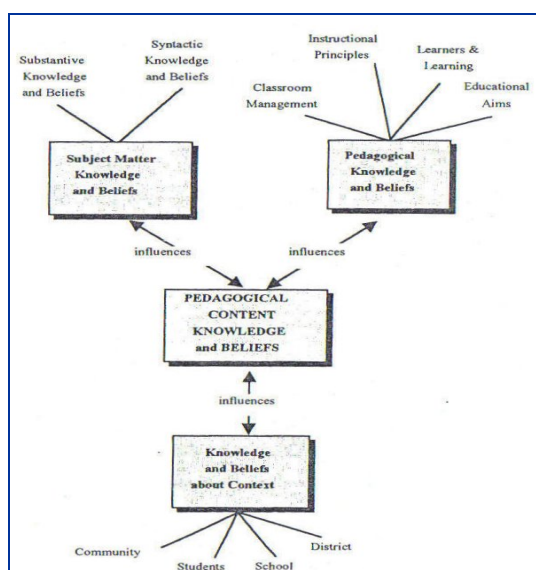 Substantive
Knowledge
and Beliefs
Syntactic
Knowledge
and Beliefs
Instructional
Principles
Learners &
Learning
Classroom
Management
Educational
Aims
Subject Matter
Knowledge
and Beliefs
Pedagogical
Knowledge
and Beliefs
influences
influences
PEDAGOGICAL
CONTENT
KNOWLEDGE
and BELIEFS
influences
Knowledge
and Beliefs
about Context
Community
Students
School
District